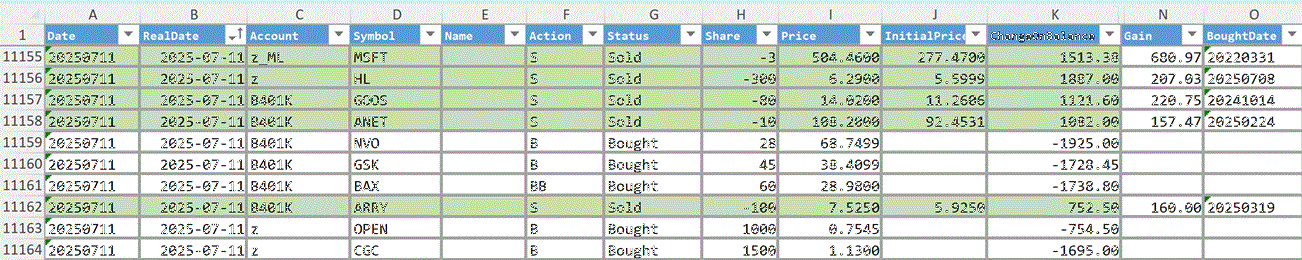 A B C D E F G H I J K N O
1 Date RealDate Account Symbol Name Action Status Share Price InitialPrice ChangeOnBalance Gain BoughtDate
11155 20250711 2025-07-11 z_ML MSFT S Sold -3 504.4600 277.4700 1513.38 680.97 20220331
11156 20250711 2025-07-11 z HL S Sold -300 6.2900 5.5999 1887.00 207.03 20250708
11157 20250711 2025-07-11 8401K GOOS S Sold -80 14.0200 11.2606 1121.60 220.75 20241014
11158 20250711 2025-07-11 8401K ANET S Sold -10 108.2000 92.4531 1082.00 157.47 20250224
11159 20250711 2025-07-11 8401K NVO B Bought 28 68.7499 -1925.00
11160 20250711 2025-07-11 8401K GSK B Bought 45 38.4099 -1728.45
11161 20250711 2025-07-11 8401K BAX BB Bought 60 28.9800 -1738.80
11162 20250711 2025-07-11 8401K ARRY S Sold -100 7.5250 5.9250 752.50 160.00 20250319
11163 20250711 2025-07-11 z OPEN B Bought 1000 0.7545 -754.50
11164 20250711 2025-07-11 z CGC B Bought 1500 1.1300 -1695.00